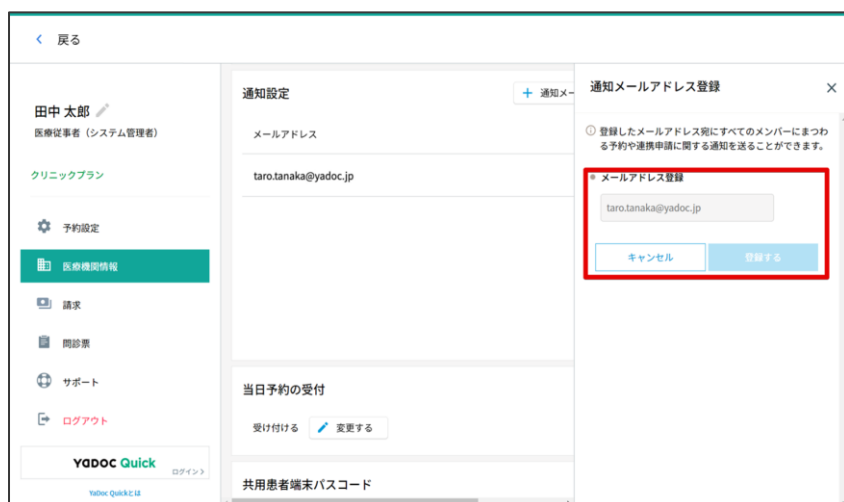 戻る
田中 太郎
医療従事者（システム管理者）
クリニックプラン
予約設定
医療機関情報
請求
問診票
サポート
ログアウト
YaDOC Quick
ログイン
YaDoc Quickとは
通知設定
通知メー
メールアドレス
taro.tanaka@yadoc.jp
当日予約の受付
受け付ける
変更する
共用患者端末パスコード
通知メールアドレス登録
登録したメールアドレス宛にすべてのメンバーにまつわ
る予約や連携申請に関する通知を送ることができます。
メールアドレス登録
taro.tanaka@yadoc.jp
キャンセル
登録する